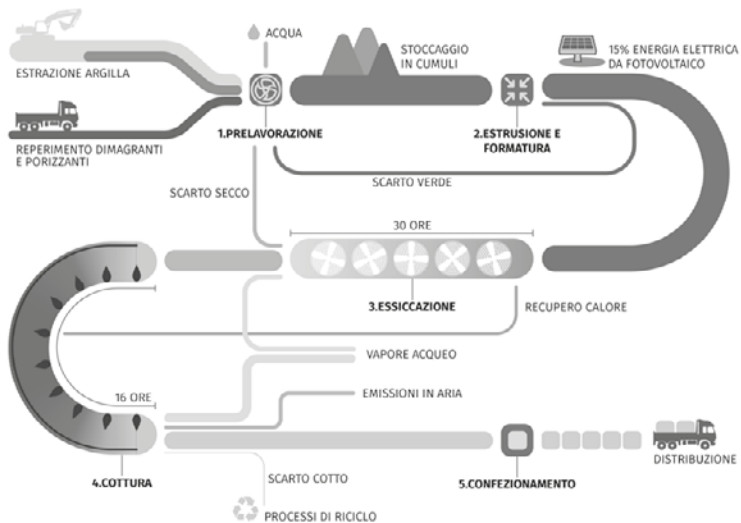 ACQUA
STOCCAGGIO
IN CUMULI
15% ENERGIA ELETTRICA
DA FOTOVOLTAICO
ESTRAZIONE ARGILLA
1.PRELAVORAZIONE
2.ESTRUSIONE E
FORMATURA
REPERIMENTO DIMAGRANTI
E PORIZZANTI
SCARTO VERDE
SCARTO SECCO
30 ORE
3.ESSICCAZIONE
RECUPERO CALORE
VAPORE ACQUEO
16 ORE
EMISSIONI IN ARIA
DISTRIBUZIONE
4.COTTURA
SCARTO COTTO
5.CONFEZIONAMENTO
PROCESSI DI RICICLO